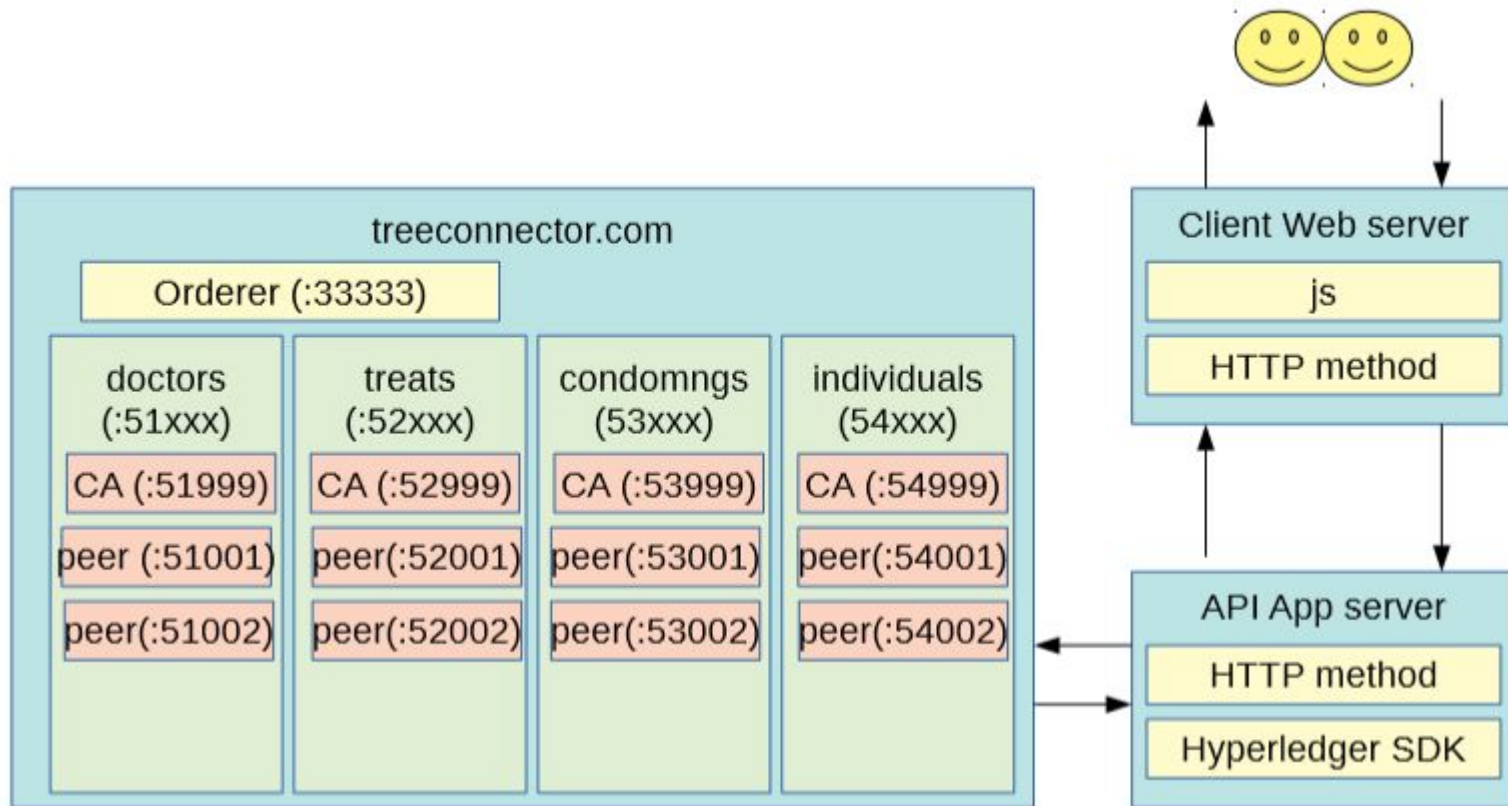 treeconnector.com
Orderer (:33333)
doctors
(:51xxx)
CA (:51999)
peer (:51001)
peer(:51002)
treats
(:52xxx)
CA (:52999)
peer(:52001)
peer(:52002)
condomngs
(53xxx)
CA (:53999)
peer(:53001)
peer(:53002)
individuals
(54xxx)
CA (:54999)
peer(:54001)
peer(:54002)
Client Web server
js
HTTP method
API App server
HTTP method
Hyperledger SDK